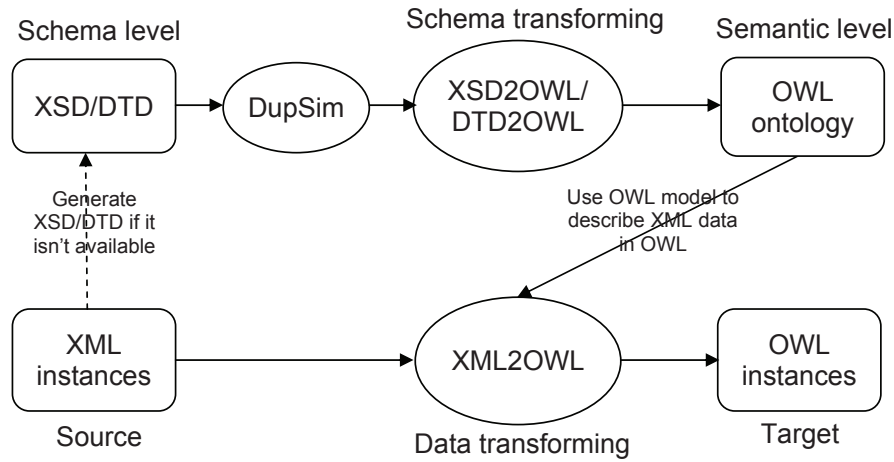 Schema level
Schema transforming
Semantic level
XSD/DTD
DupSim
XSD2OWL/
DTD2OWL
OWL
ontology
Generate
XSD/DTD if it
isn't available
Use OWL model to
describe XML data
in OWL
XML
instances
XML2OWL
OWL
instances
Source
Data transforming
Target